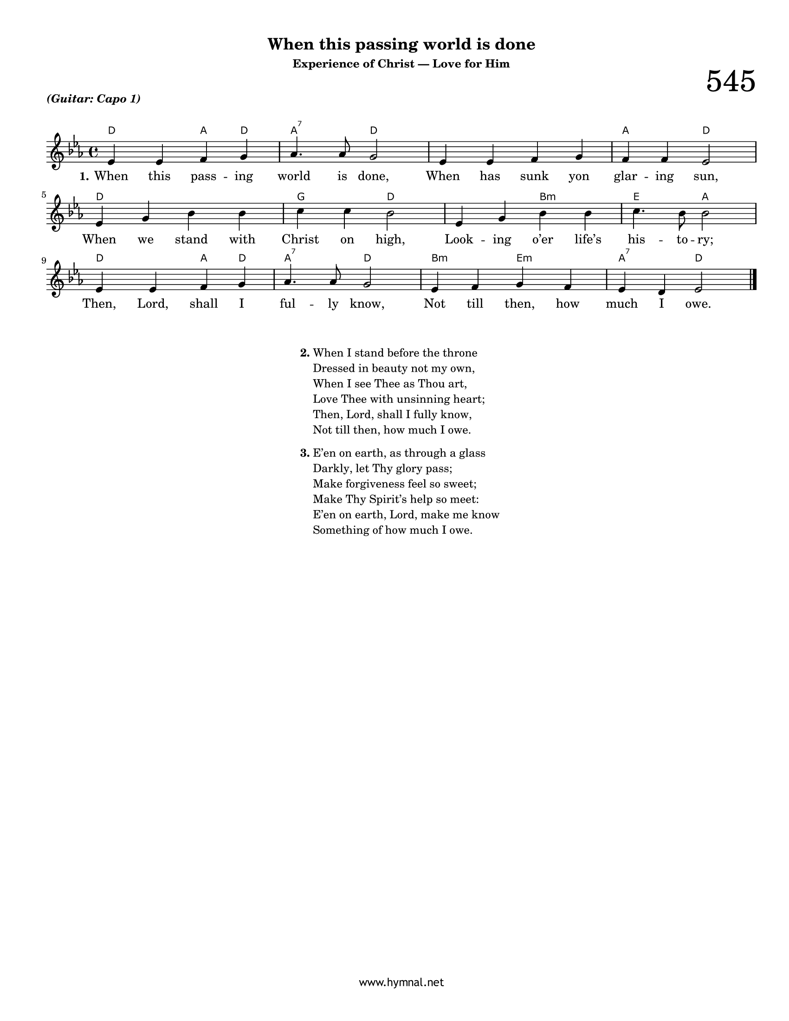 When this passing world is done
Experience of Christ — Love for Him
545
(Guitar: Capo 1)
D A D A7 D A D
1. When this pass - ing world is done, When has sunk yon glar - ing sun,
5
D G D Bm E A
When we stand with Christ on high, Look - ing o'er life's his - to - ry;
9
D A D A7 D Bm Em A7 D
Then, Lord, shall I ful - ly know, Not till then, how much I owe.
2. When I stand before the throne
Dressed in beauty not my own,
When I see Thee as Thou art,
Love Thee with unsinning heart;
Then, Lord, shall I fully know,
Not till then, how much I owe.
3. E'en on earth, as through a glass
Darkly, let Thy glory pass;
Make forgiveness feel so sweet;
Make Thy Spirit's help so meet:
E'en on earth, Lord, make me know
Something of how much I owe.
www.hymnal.net